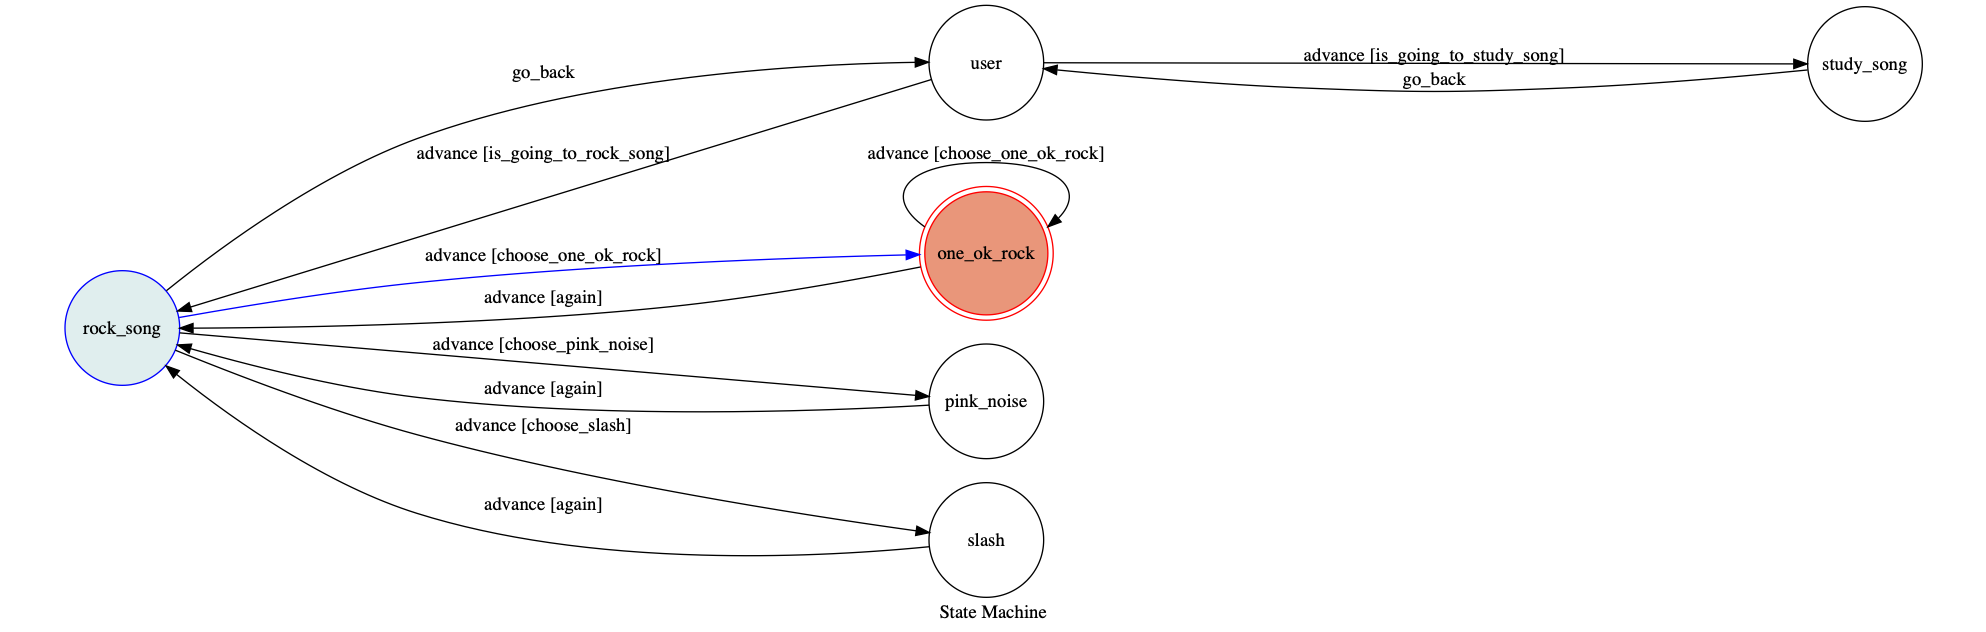 go_back
user
advance [is_going_to_study_song]
go_back
study_song
advance [is_going_to_rock_song]
advance [choose_one_ok_rock]
advance [choose_one_ok_rock]
one_ok_rock
advance [again]
rock_song
advance [choose_pink_noise]
advance [again]
pink_noise
advance [choose_slash]
advance [again]
slash
State Machine